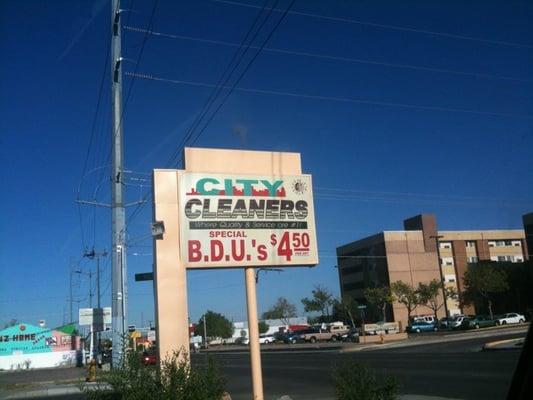 CITY
CLEANERS
Where Quality & Service are #1!
SPECIAL
B.D.U.'s $4.50